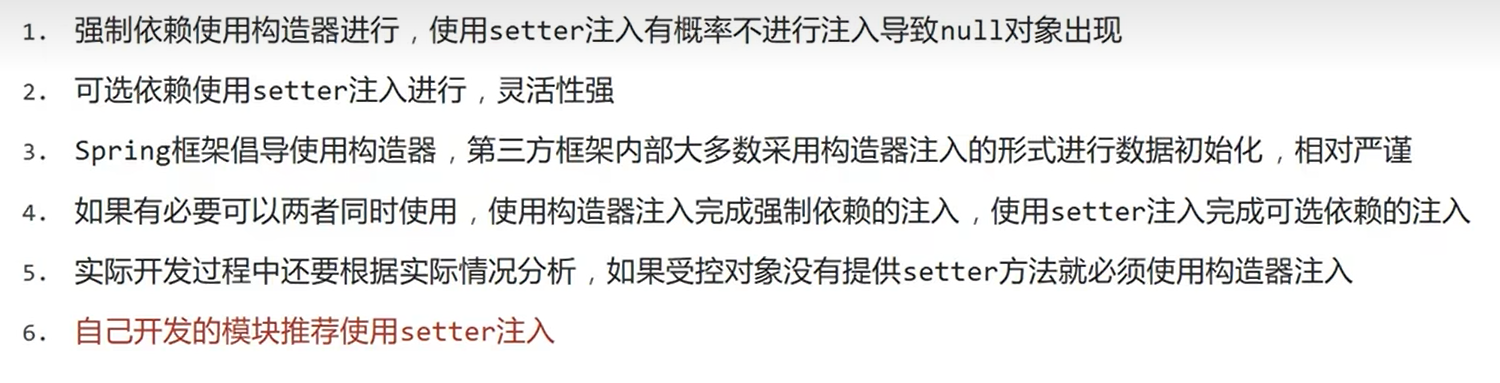 1. 强制依赖使用构造器进行，使用setter注入有概率不进行注入导致null对象出现
2. 可选依赖使用setter注入进行，灵活性强
3. Spring框架倡导使用构造器，第三方框架内部大多数采用构造器注入的形式进行数据初始化，相对严谨
4. 如果有必要可以两者同时使用，使用构造器注入完成强制依赖的注入，使用setter注入完成可选依赖的注入
5. 实际开发过程中还要根据实际情况分析，如果受控对象没有提供setter方法就必须使用构造器注入
6. 自己开发的模块推荐使用setter注入